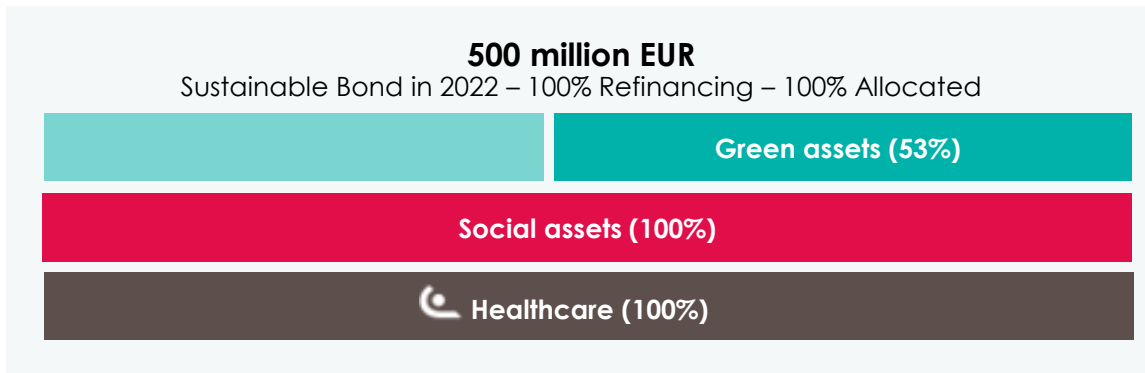 500 million EUR
Sustainable Bond in 2022 – 100% Refinancing – 100% Allocated
Green assets (53%)
Social assets (100%)
Healthcare (100%)